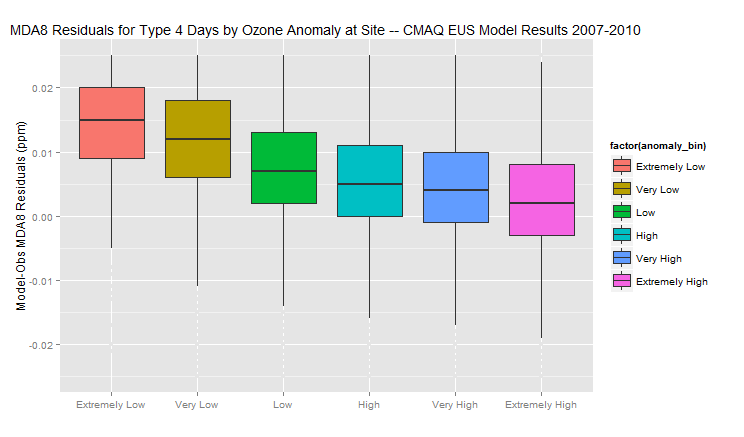 MDA8 Residuals for Type 4 Days by Ozone Anomaly at Site -- CMAQ EUS Model Results 2007-2010
Model-Obs MDA8 Residuals (ppm)
0.02
0.01
0.00
-0.01
-0.02
Extremely Low
Very Low
Low
High
Very High
Extremely High
factor(anomaly_bin)
Extremely Low
Very Low
Low
High
Very High
Extremely High